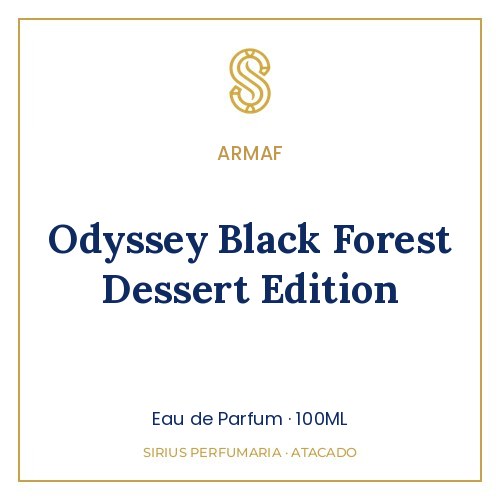 ARMAF
Odyssey Black Forest
Dessert Edition
Eau de Parfum · 100ML
SIRIUS PERFUMARIA · ATACADO